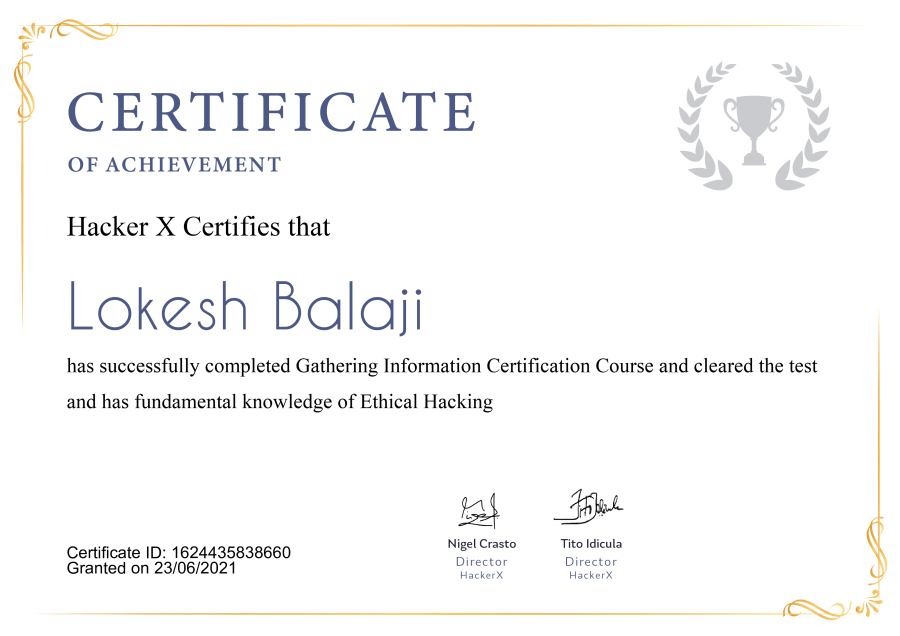 CERTIFICATE
OF ACHIEVEMENT
Hacker X Certifies that
Lokesh Balaji
has successfully completed Gathering Information Certification Course and cleared the test
and has fundamental knowledge of Ethical Hacking
Nigel Crasto
Director
HackerX
Tito Idicula
Director
HackerX
Certificate ID: 1624435838660
Granted on 23/06/2021